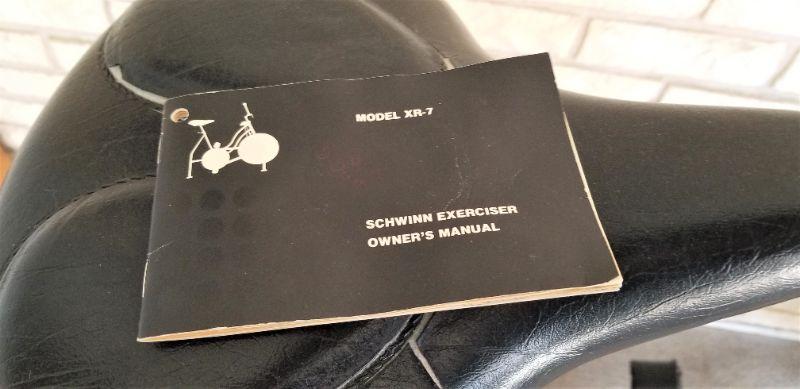 MODEL XR-7
SCHWINN EXERCISER
OWNER'S MANUAL